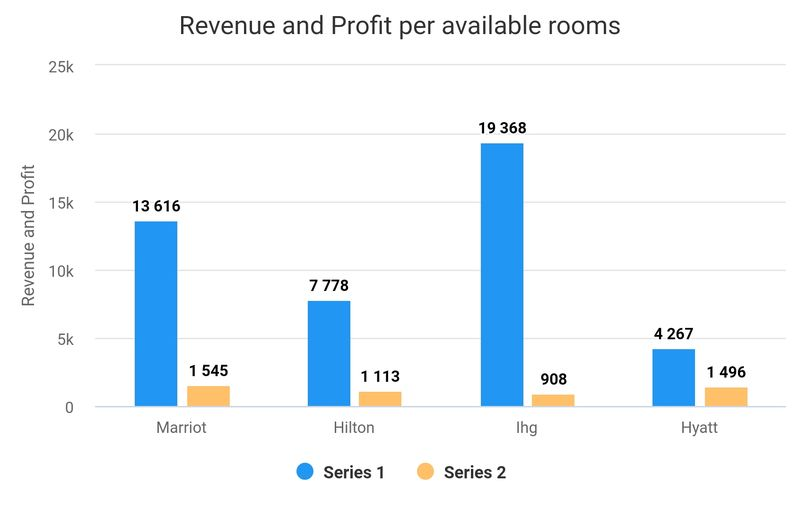 Revenue and Profit per available rooms
Revenue and Profit
25k
20k
15k
10k
5k
0
13 616
1 545
7 778
1 113
19 368
908
4 267
1 496
Marriot
Hilton
Ihg
Hyatt
Series 1
Series 2